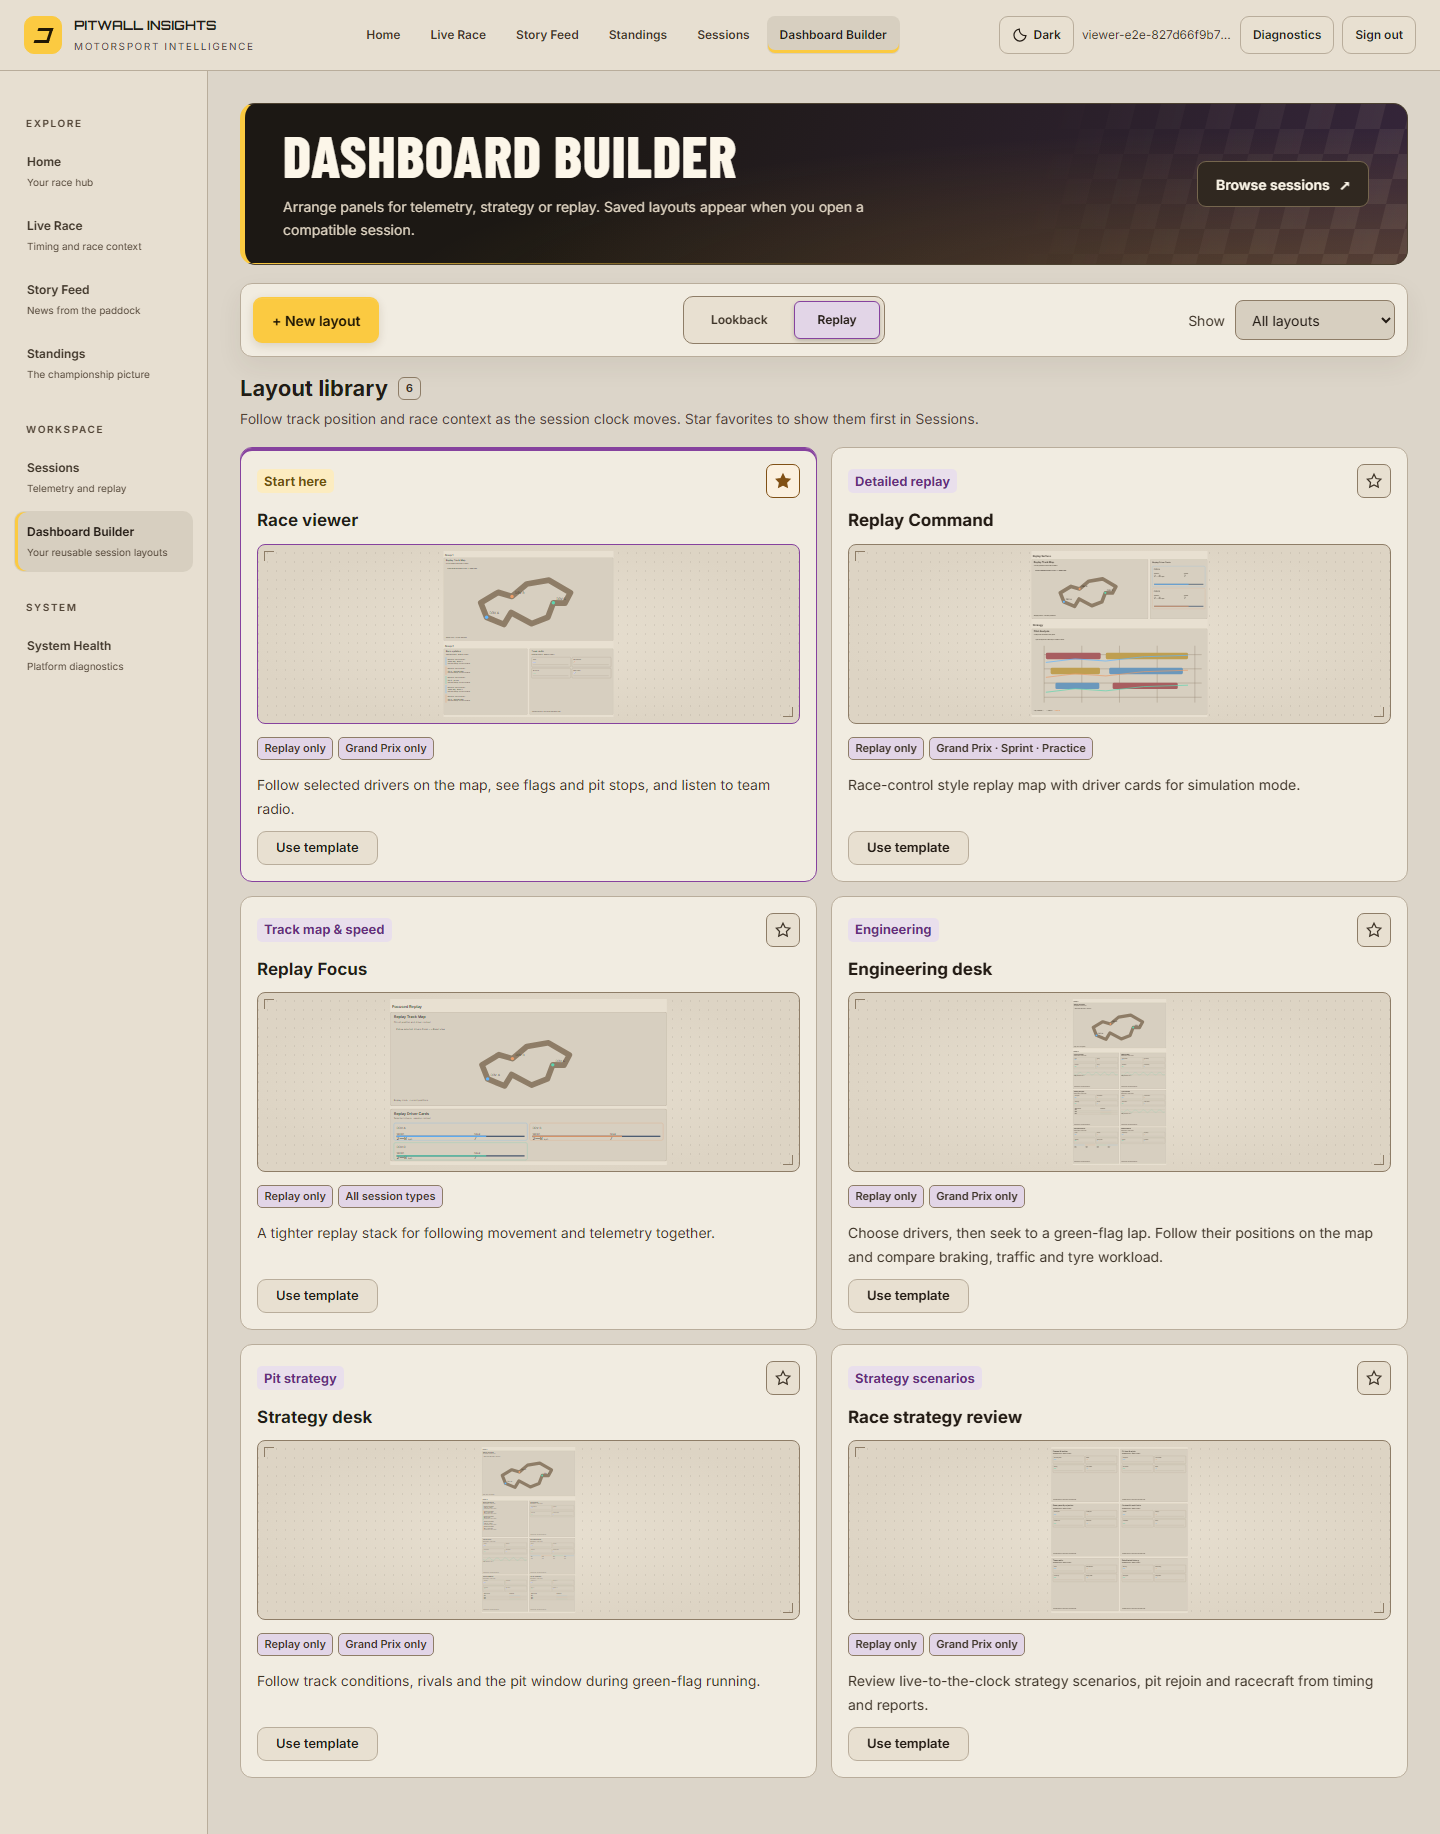 PITWALL INSIGHTS
MOTORSPORT INTELLIGENCE
Home
Live Race
Story Feed
Standings
Sessions
Dashboard Builder
Dark
viewer-e2e-827d66f9b7...
Diagnostics
Sign out
EXPLORE
Home
Your race hub
Live Race
Timing and race context
Story Feed
News from the paddock
Standings
The championship picture
WORKSPACE
Sessions
Telemetry and replay
Dashboard Builder
Your reusable session layouts
SYSTEM
System Health
Platform diagnostics
DASHBOARD BUILDER
Arrange panels for telemetry, strategy or replay. Saved layouts appear when you open a
compatible session.
Browse sessions ↗
+ New layout
Lookback
Replay
Show
All layouts
Layout library 6
Follow track position and race context as the session clock moves. Star favorites to show them first in Sessions.
Start here
Race viewer
Replay only
Grand Prix only
Follow selected drivers on the map, see flags and pit stops, and listen to team
radio.
Use template
Detailed replay
Replay Command
Replay only
Grand Prix · Sprint · Practice
Race-control style replay map with driver cards for simulation mode.
Use template
Track map & speed
Replay Focus
Focused Replay
Replay Track Map
Replay Driver Cards
Replay only
All session types
A tighter replay stack for following movement and telemetry together.
Use template
Engineering
Engineering desk
Replay only
Grand Prix only
Choose drivers, then seek to a green-flag lap. Follow their positions on the map
and compare braking, traffic and tyre workload.
Use template
Pit strategy
Strategy desk
Replay only
Grand Prix only
Follow track conditions, rivals and the pit window during green-flag running.
Use template
Strategy scenarios
Race strategy review
Replay only
Grand Prix only
Review live-to-the-clock strategy scenarios, pit rejoin and racecraft from timing
and reports.
Use template